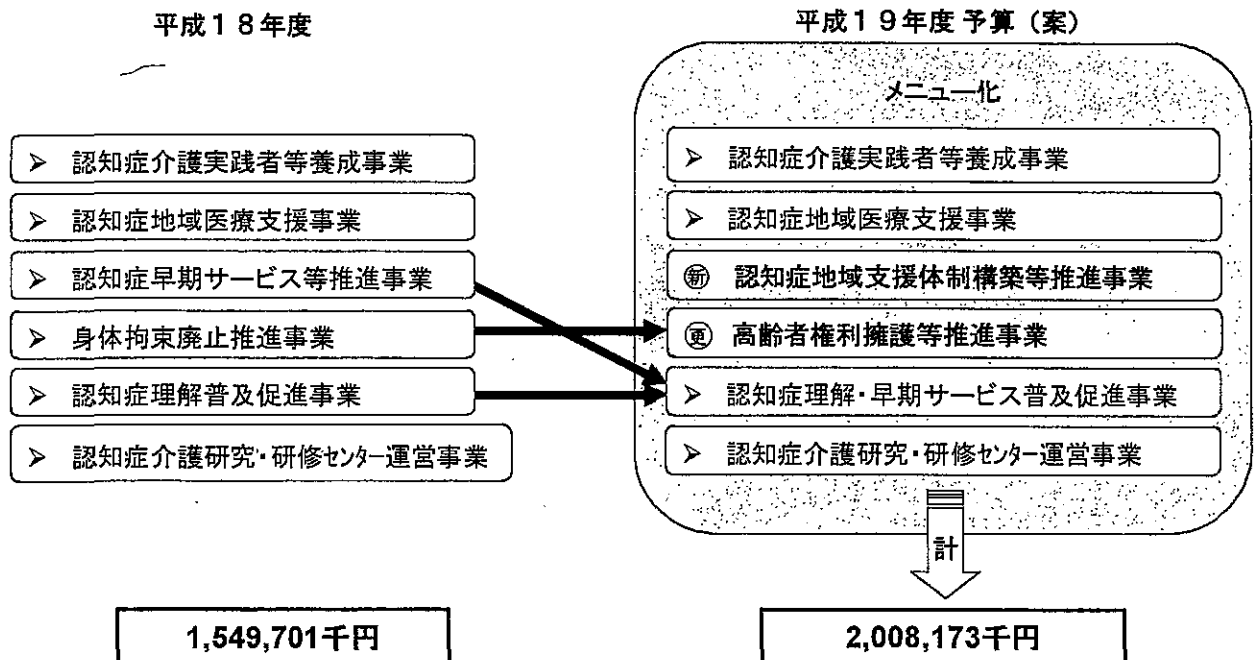 平成１８年度
➢ 認知症介護実践者等養成事業
➢ 認知症地域医療支援事業
➢ 認知症早期サービス等推進事業
➢ 身体拘束廃止推進事業
➢ 認知症理解普及促進事業
➢ 認知症介護研究・研修センター運営事業
1,549,701千円
平成１９年度 予算（案）
メニュー化
➢ 認知症介護実践者等養成事業
➢ 認知症地域医療支援事業
㊟新 認知症地域支援体制構築等推進事業
更 高齢者権利擁護等推進事業
➢ 認知症理解・早期サービス普及促進事業
➢ 認知症介護研究・研修センター運営事業
計
2,008,173千円